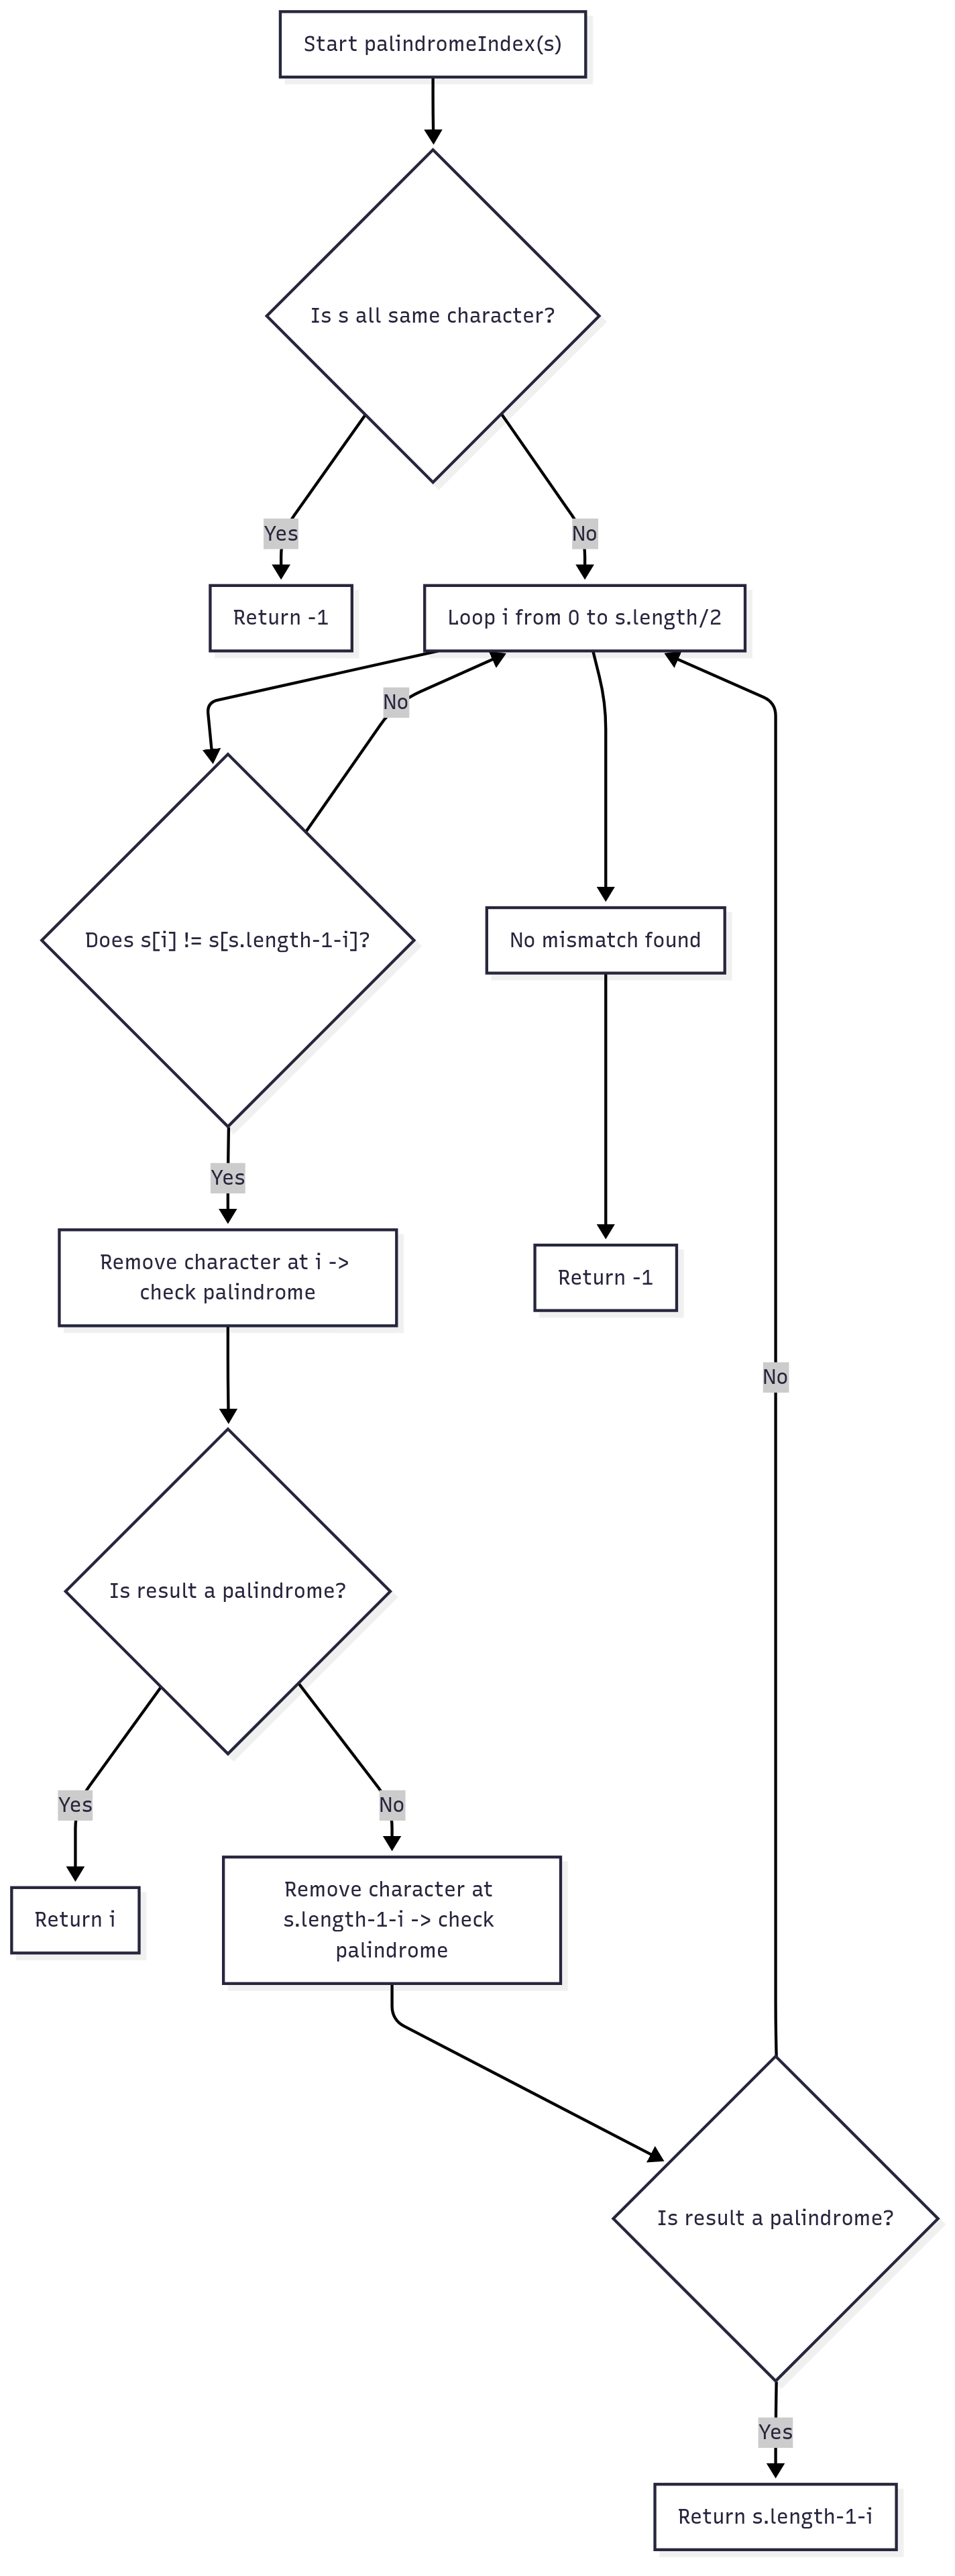 Start palindromeIndex(s)
Is s all same character?
Yes
No
Return -1
Loop i from 0 to s.length/2
No
Does s[i] != s[s.length-1-i]?
No mismatch found
Yes
Remove character at i ->
check palindrome
Return -1
No
Is result a palindrome?
Yes
No
Return i
Remove character at
s.length-1-i -> check
palindrome
Is result a palindrome?
Yes
Return s.length-1-i